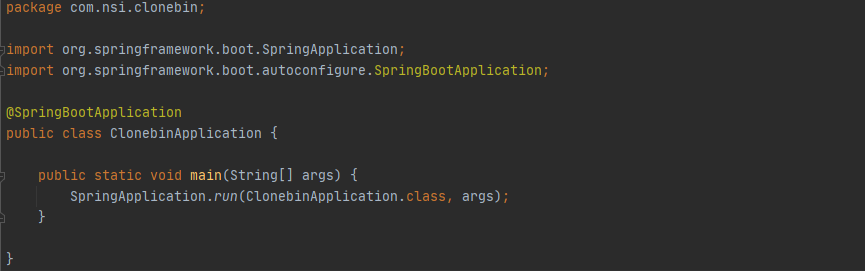 package com.nsi.clonebin;
import org.springframework.boot.SpringApplication;
import org.springframework.boot.autoconfigure.SpringBootApplication;
@SpringBootApplication
public class ClonebinApplication {
public static void main(String[] args) {
SpringApplication.run(ClonebinApplication.class, args);
}
}